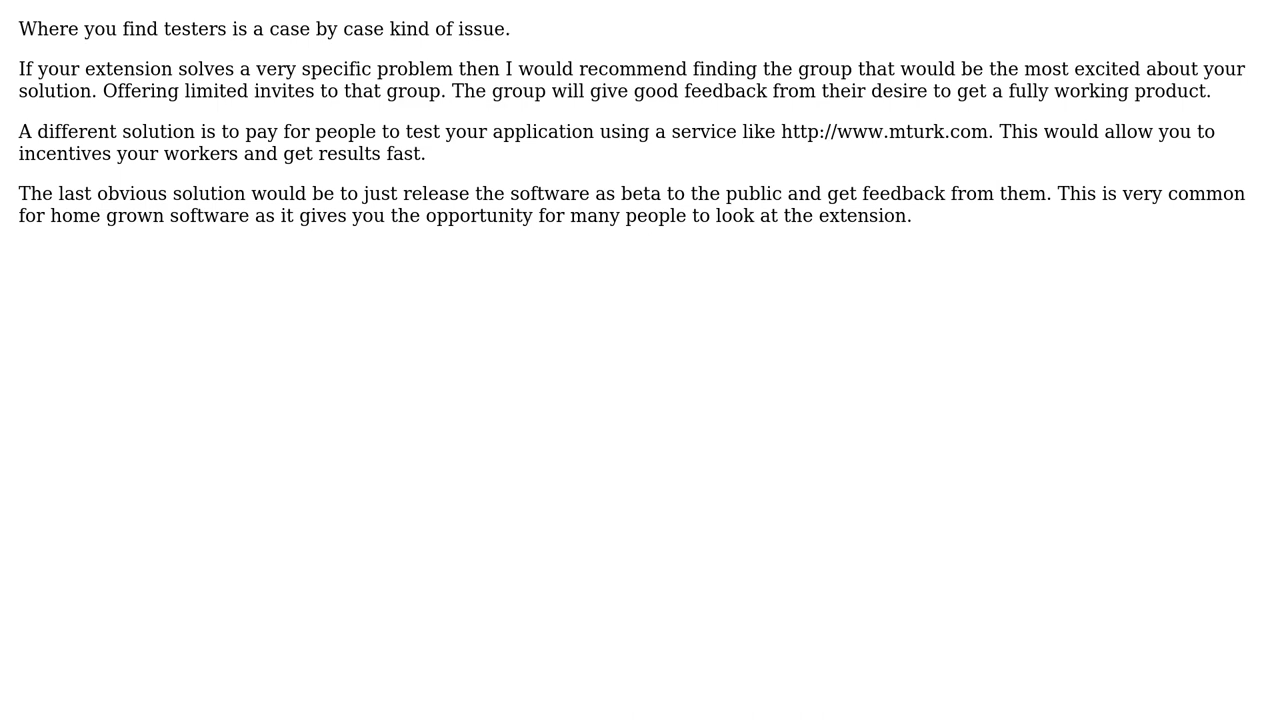 Where you find testers is a case by case kind of issue.
If your extension solves a very specific problem then I would recommend finding the group that would be the most excited about your
solution. Offering limited invites to that group. The group will give good feedback from their desire to get a fully working product.
A different solution is to pay for people to test your application using a service like http://www.mturk.com. This would allow you to
incentives your workers and get results fast.
The last obvious solution would be to just release the software as beta to the public and get feedback from them. This is very common
for home grown software as it gives you the opportunity for many people to look at the extension.